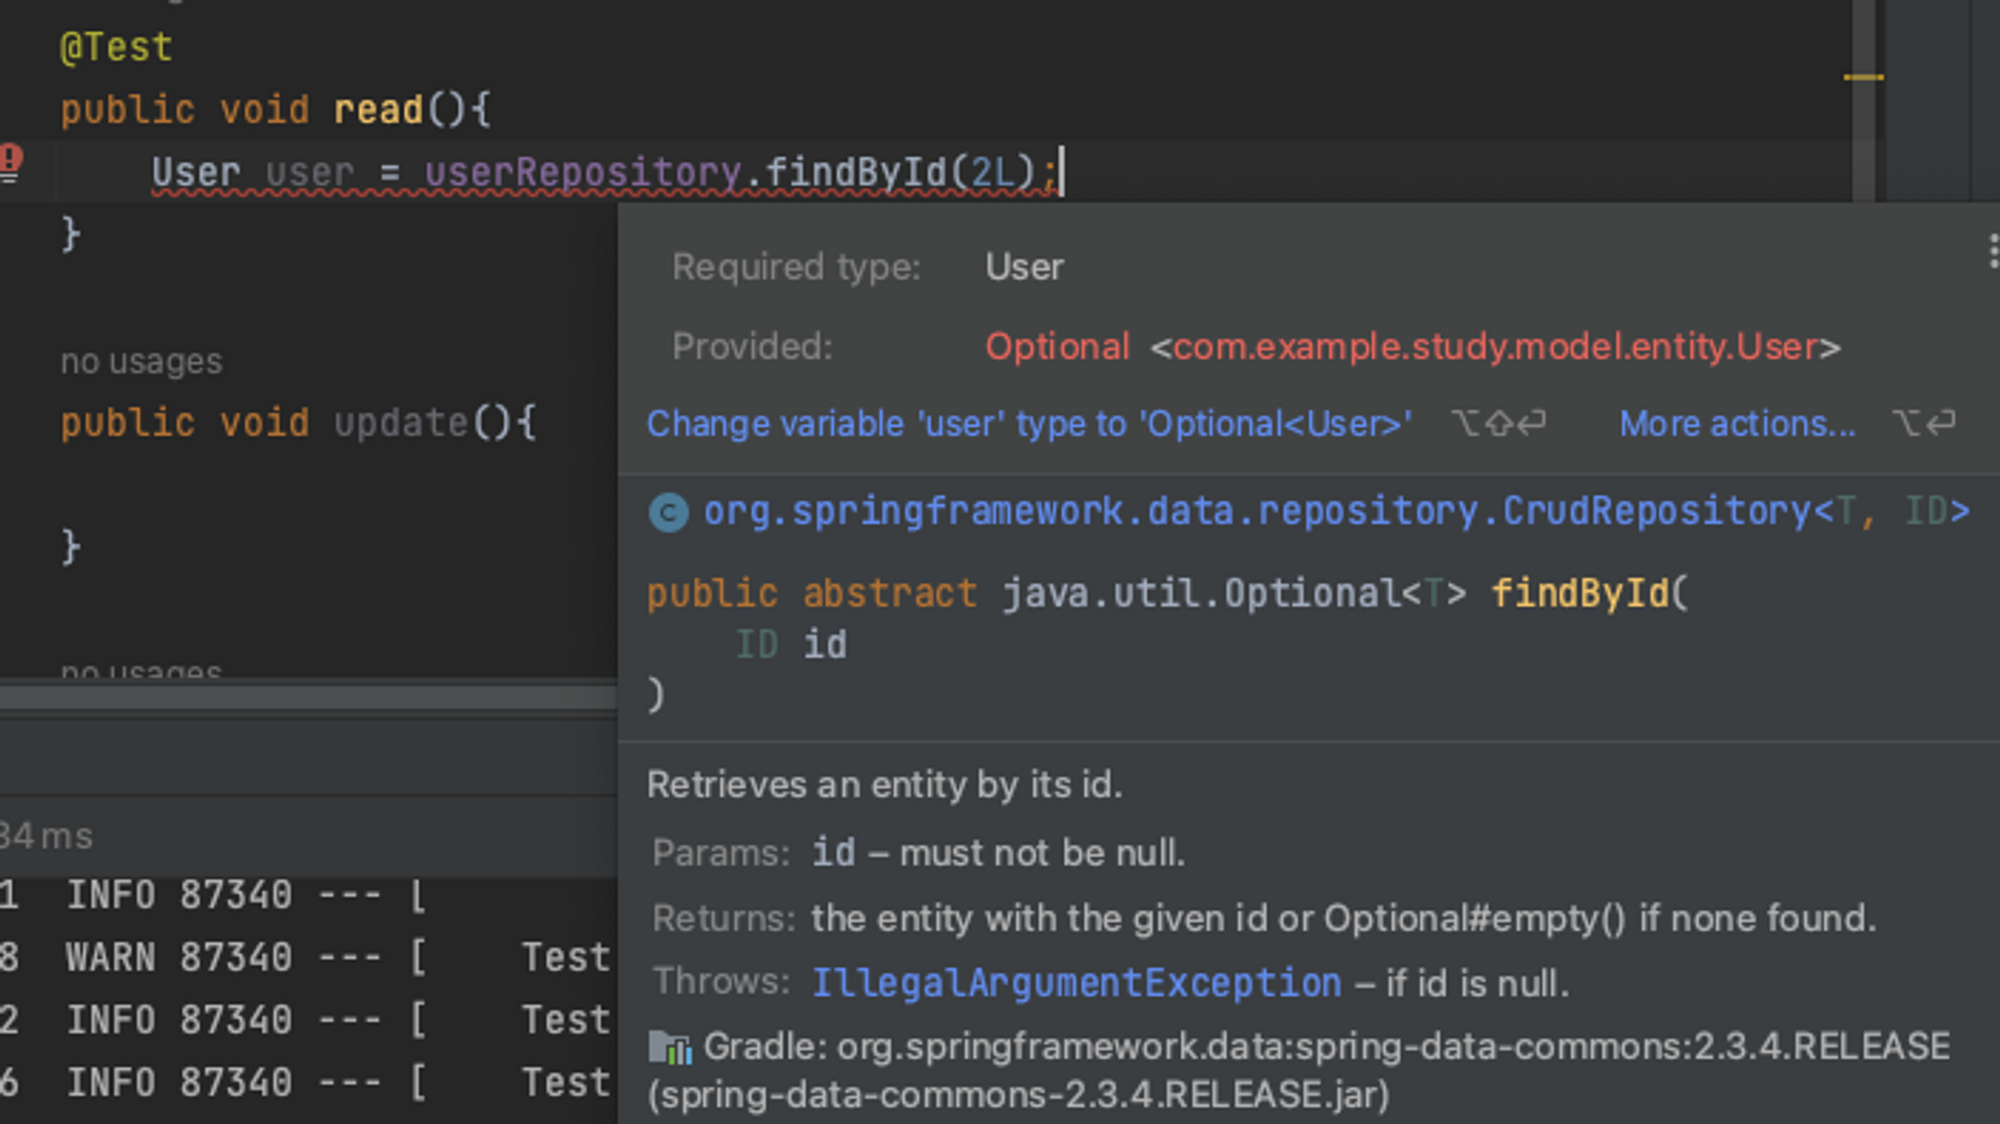 @Test
public void read(){
User user = userRepository.findById(2L);
}
no usages
public void update(){
}
no usages
Required type: User
Provided: Optional <com.example.study.model.entity.User>
Change variable 'user' type to 'Optional<User>' ⌥⇧⏎ More actions... ⌥⏎
C org.springframework.data.repository.CrudRepository<T, ID>
public abstract java.util.Optional<T> findById(
ID id
)
Retrieves an entity by its id.
Params: id – must not be null.
Returns: the entity with the given id or Optional#empty() if none found.
Throws: IllegalArgumentException – if id is null.
Gradle: org.springframework.data:spring-data-commons:2.3.4.RELEASE
(spring-data-commons-2.3.4.RELEASE.jar)
34 ms
1 INFO 87340 --- [
8 WARN 87340 --- [ Test
2 INFO 87340 --- [ Test
6 INFO 87340 --- [ Test